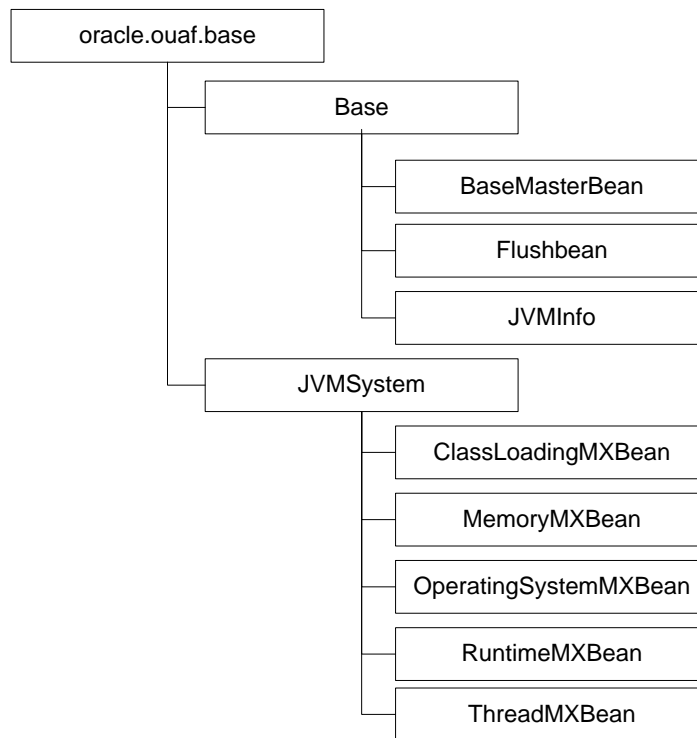 oracle.ouaf.base
Base
BaseMasterBean
Flushbean
JVMInfo
JVMSystem
ClassLoadingMXBean
MemoryMXBean
OperatingSystemMXBean
RuntimeMXBean
ThreadMXBean